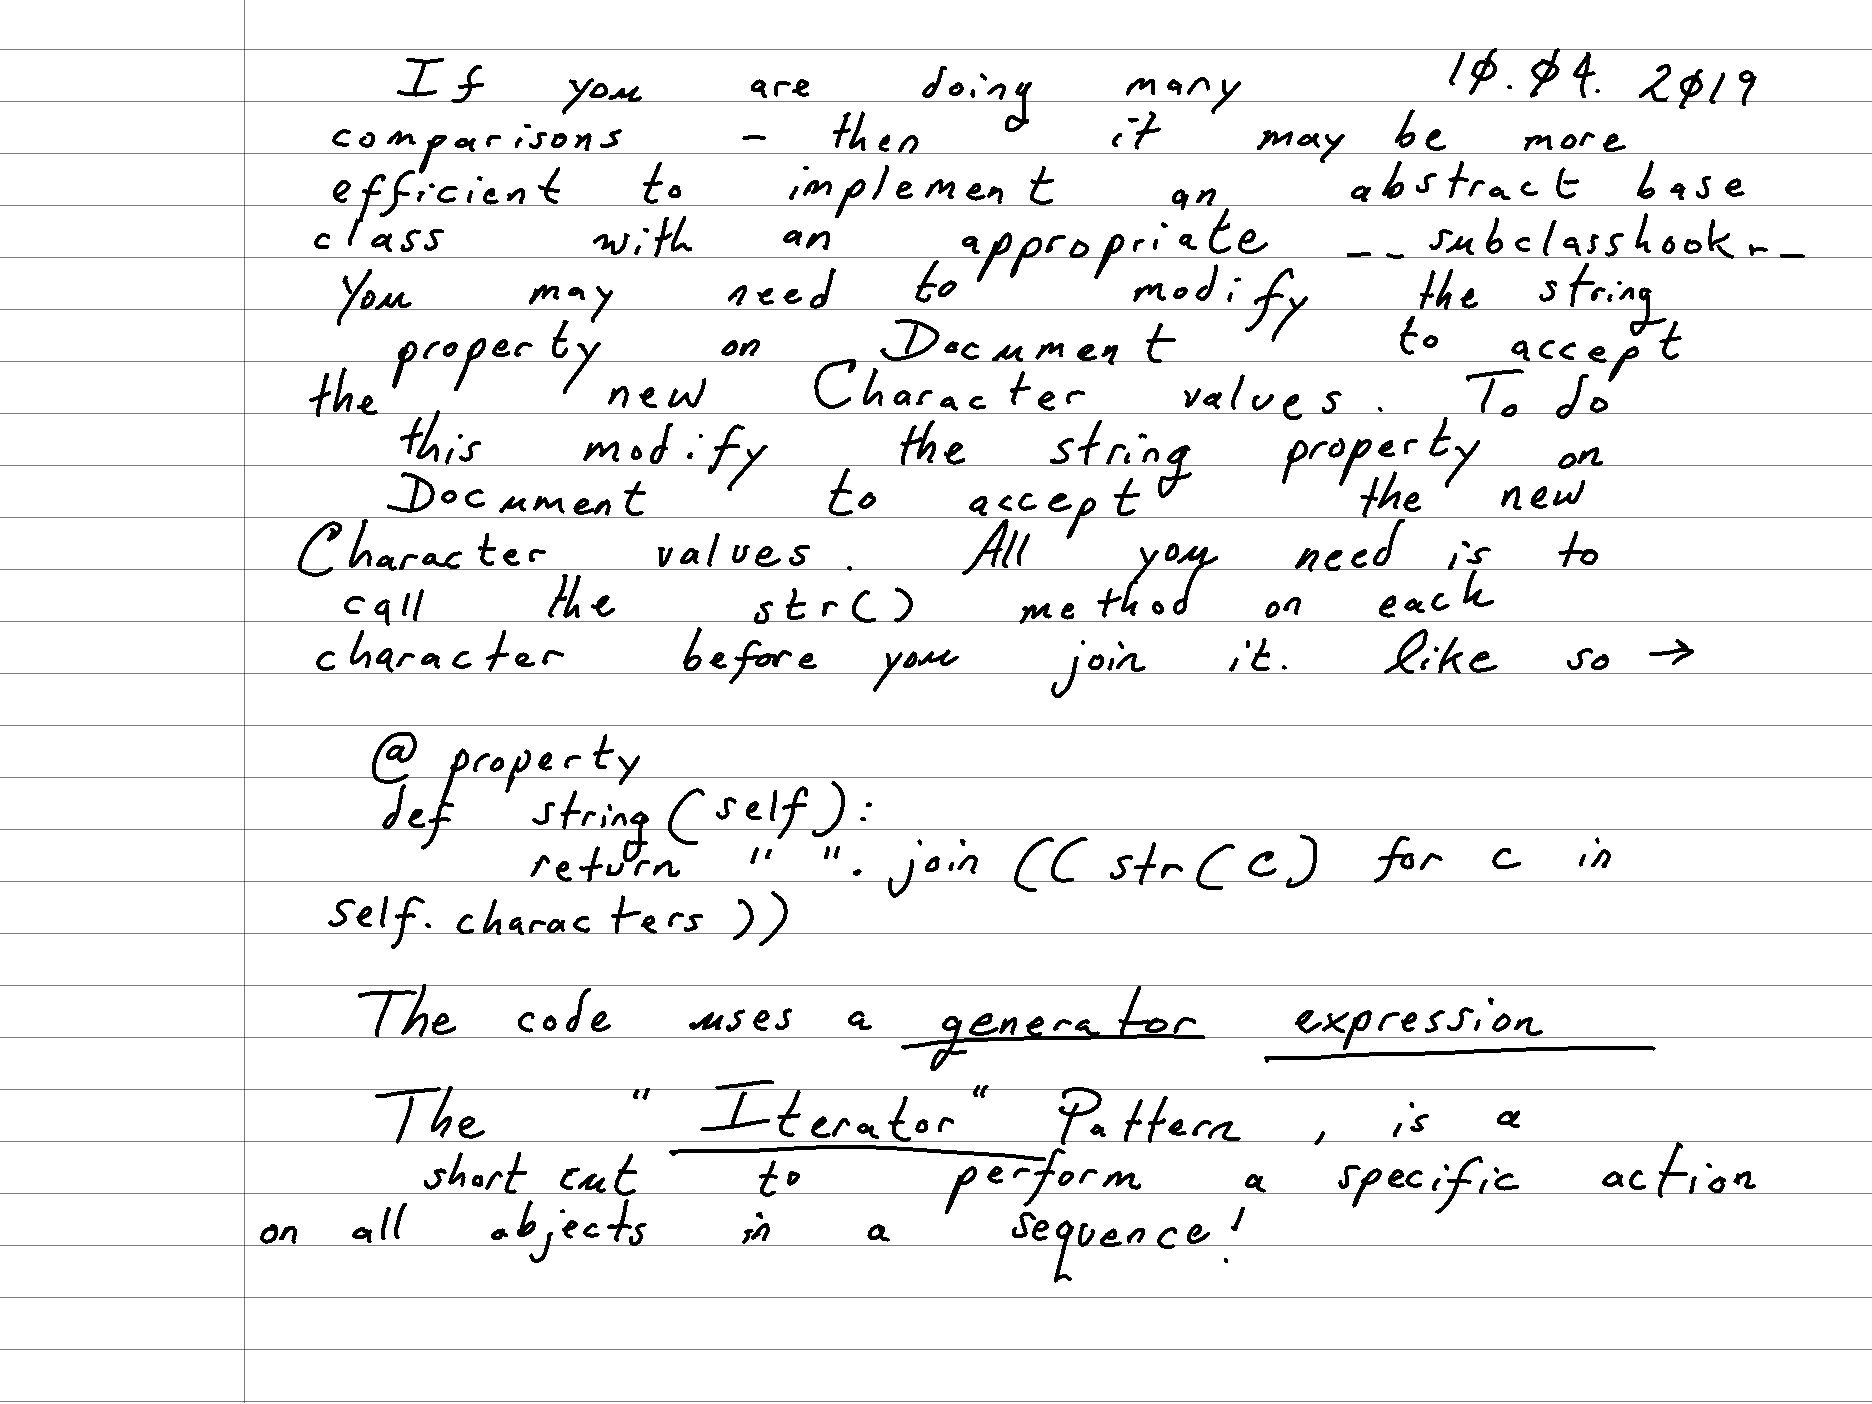 If you are doing many 10.04. 2019
comparisons - then it may be more
efficient to implement an abstract base
class with an appropriate __subclasshook__
You may need to modify the string
property on Document to accept
the new Character values. To do
this modify the string property on
Document to accept the new
Character values. All you need is to
call the str() method on each
character before you join it. like so →
@ property
def string(self):
return " ". join ((str(c) for c in
self. characters))
The code uses a generator expression
The "Iterator" Pattern, is a
short cut to perform a specific action
on all objects in a sequence!